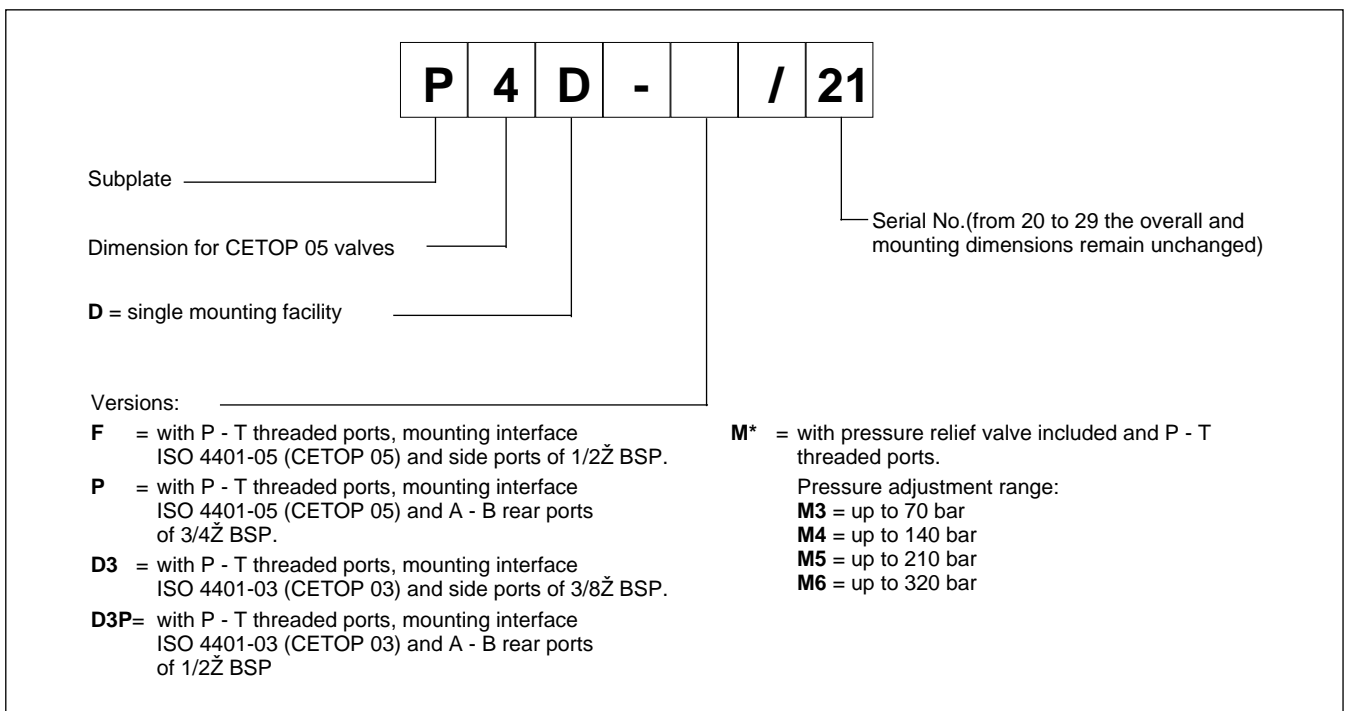 P 4 D - / 21
Subplate
Serial No.(from 20 to 29 the overall and
mounting dimensions remain unchanged)
Dimension for CETOP 05 valves
D = single mounting facility
Versions:
F = with P - T threaded ports, mounting interface
ISO 4401-05 (CETOP 05) and side ports of 1/2Ž BSP.
P = with P - T threaded ports, mounting interface
ISO 4401-05 (CETOP 05) and A - B rear ports
of 3/4Ž BSP.
D3 = with P - T threaded ports, mounting interface
ISO 4401-03 (CETOP 03) and side ports of 3/8Ž BSP.
D3P= with P - T threaded ports, mounting interface
ISO 4401-03 (CETOP 03) and A - B rear ports
of 1/2Ž BSP
M* = with pressure relief valve included and P - T
threaded ports.
Pressure adjustment range:
M3 = up to 70 bar
M4 = up to 140 bar
M5 = up to 210 bar
M6 = up to 320 bar